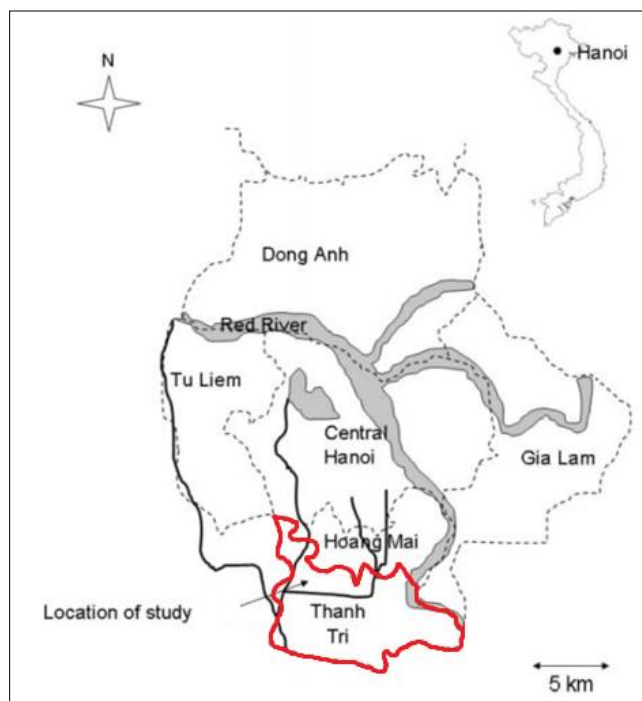 N
Hanoi
Dong Anh
Red River
Tu Liem
Central
Hanoi
Gia Lam
Hoang Mai
Location of study
Thanh
Tri
5 km